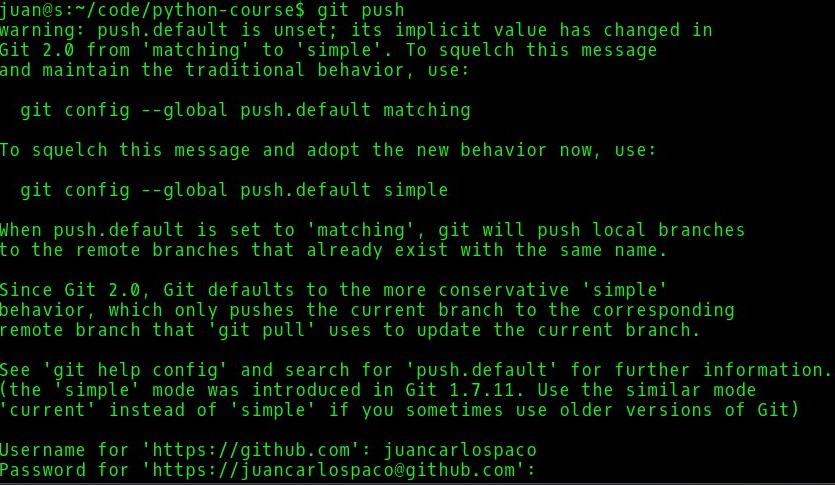 juan@s:~/code/python-course$ git push
warning: push.default is unset; its implicit value has changed in
Git 2.0 from 'matching' to 'simple'. To squelch this message
and maintain the traditional behavior, use:
git config --global push.default matching
To squelch this message and adopt the new behavior now, use:
git config --global push.default simple
When push.default is set to 'matching', git will push local branches
to the remote branches that already exist with the same name.
Since Git 2.0, Git defaults to the more conservative 'simple'
behavior, which only pushes the current branch to the corresponding
remote branch that 'git pull' uses to update the current branch.
See 'git help config' and search for 'push.default' for further information.
(the 'simple' mode was introduced in Git 1.7.11. Use the similar mode
'current' instead of 'simple' if you sometimes use older versions of Git)
Username for 'https://github.com': juancarlospaco
Password for 'https://juancarlospaco@github.com':